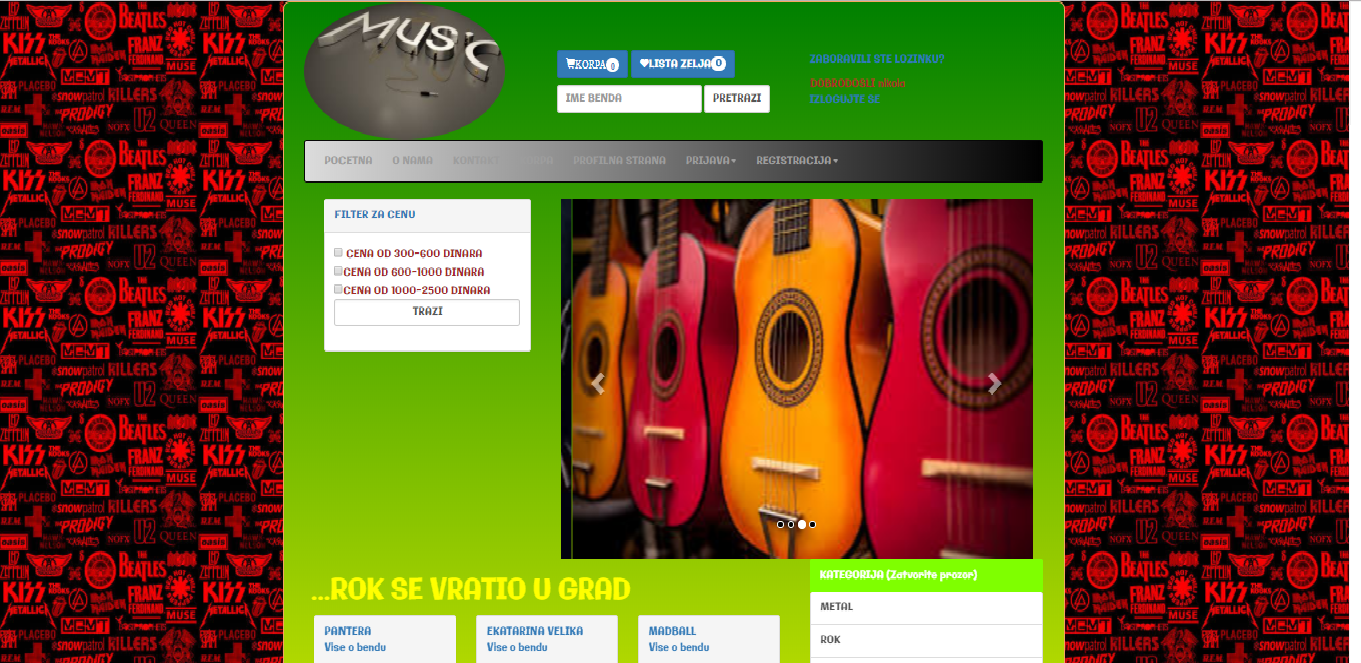 MUSIC
KORPA 0
LISTA ZELJA 0
ZABORAVILI STE LOZINKU?
IME BENDA
PRETRAZI
DOBRODOSLI nikola
IZLOGUJTE SE
POCETNA
O NAMA
KONTAKT
PROFILNA STRANA
PRIJAVA
REGISTRACIJA
FILTER ZA CENU
CENA OD 300-600 DINARA
CENA OD 600-1000 DINARA
CENA OD 1000-2500 DINARA
TRAZI
...ROK SE VRATIO U GRAD
KATEGORIJA (Zatvorite prozor)
METAL
ROK
PANTERA
Vise o bendu
EKATARINA VELIKA
Vise o bendu
MADBALL
Vise o bendu
LED ZEPPELIN
THE BEATLES
KISS
THE KOOKS
METALLICA
IRON MAIDEN
FRANZ FERDINAND
MGMT
MUSE
PLACEBO
#snowpatrol
KILLERS
R.E.M.
THE PRODIGY
NOFX
U2
QUEEN
oasis